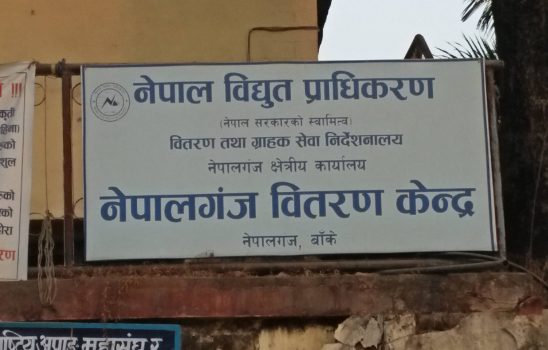 नेपाल विद्युत प्राधिकरण
(नेपाल सरकारको स्वामित्व)
वितरण तथा ग्राहक सेवा निर्देशनालय
नेपालगंज क्षेत्रीय कार्यालय
नेपालगंज वितरण केन्द्र
नेपालगज, बाँके